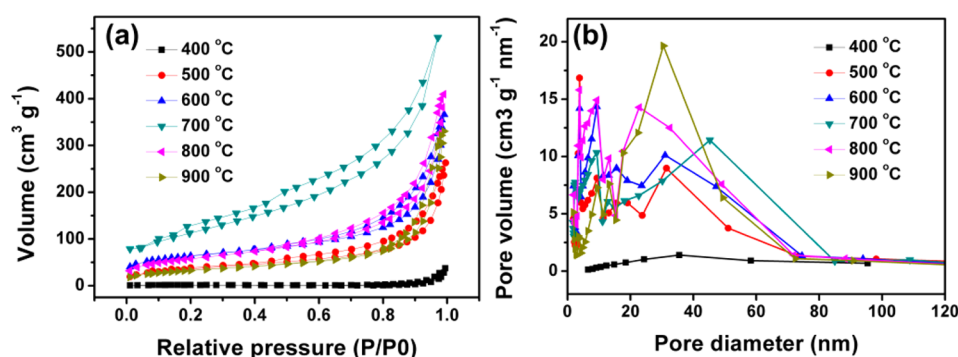 (a)
400 °C
500 °C
600 °C
700 °C
800 °C
900 °C
Volume (cm³ g⁻¹)
500
400
300
200
100
0
0.0 0.2 0.4 0.6 0.8 1.0
Relative pressure (P/P0)
(b)
400 °C
500 °C
600 °C
700 °C
800 °C
900 °C
Pore volume (cm3 g⁻¹ nm⁻¹)
20
15
10
5
0
0 20 40 60 80 100 120
Pore diameter (nm)